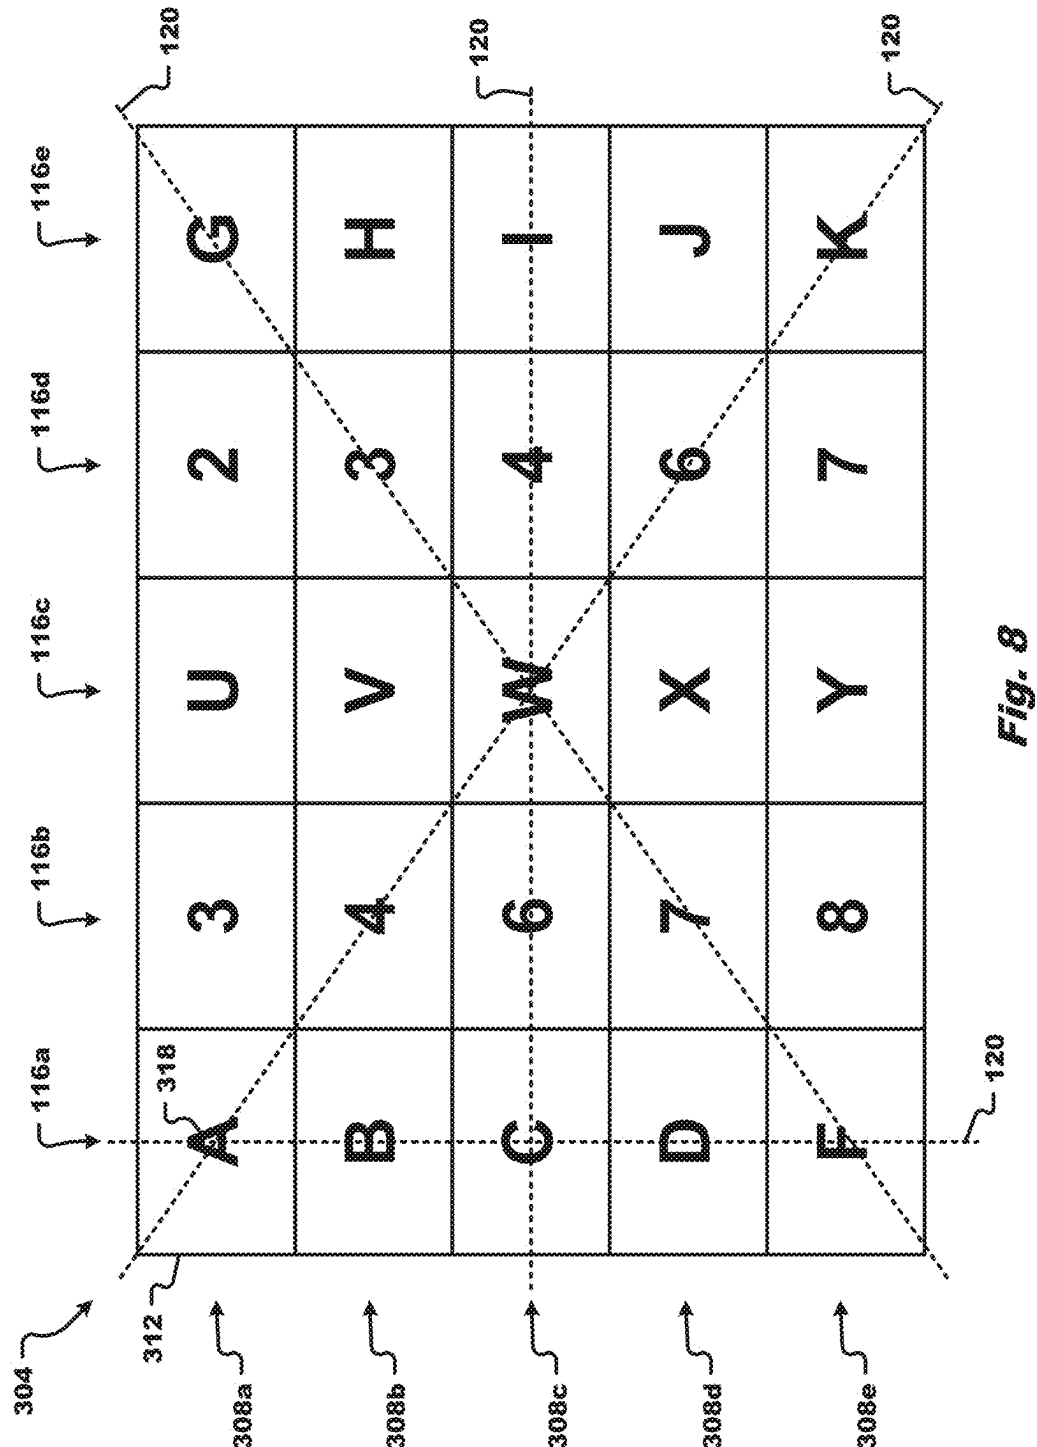 304
116a 116b 116c 116d 116e
312 318 120
308a A 3 U 2 G
308b B 4 V 3 H
120
308c C 6 W 4 I
308d D 7 X 6 J
308e F 8 Y 7 K
120
120
Fig. 8